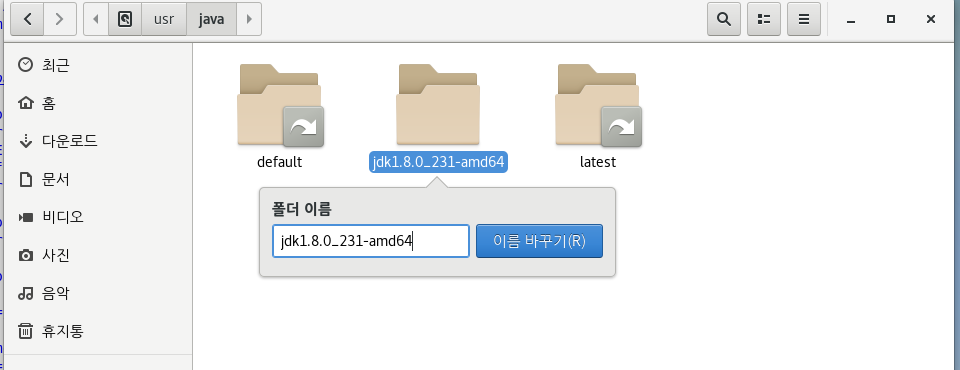 usr
java
최근
홈
다운로드
문서
비디오
사진
음악
휴지통
default
jdk1.8.0_231-amd64
latest
폴더 이름
jdk1.8.0_231-amd64
이름 바꾸기(R)